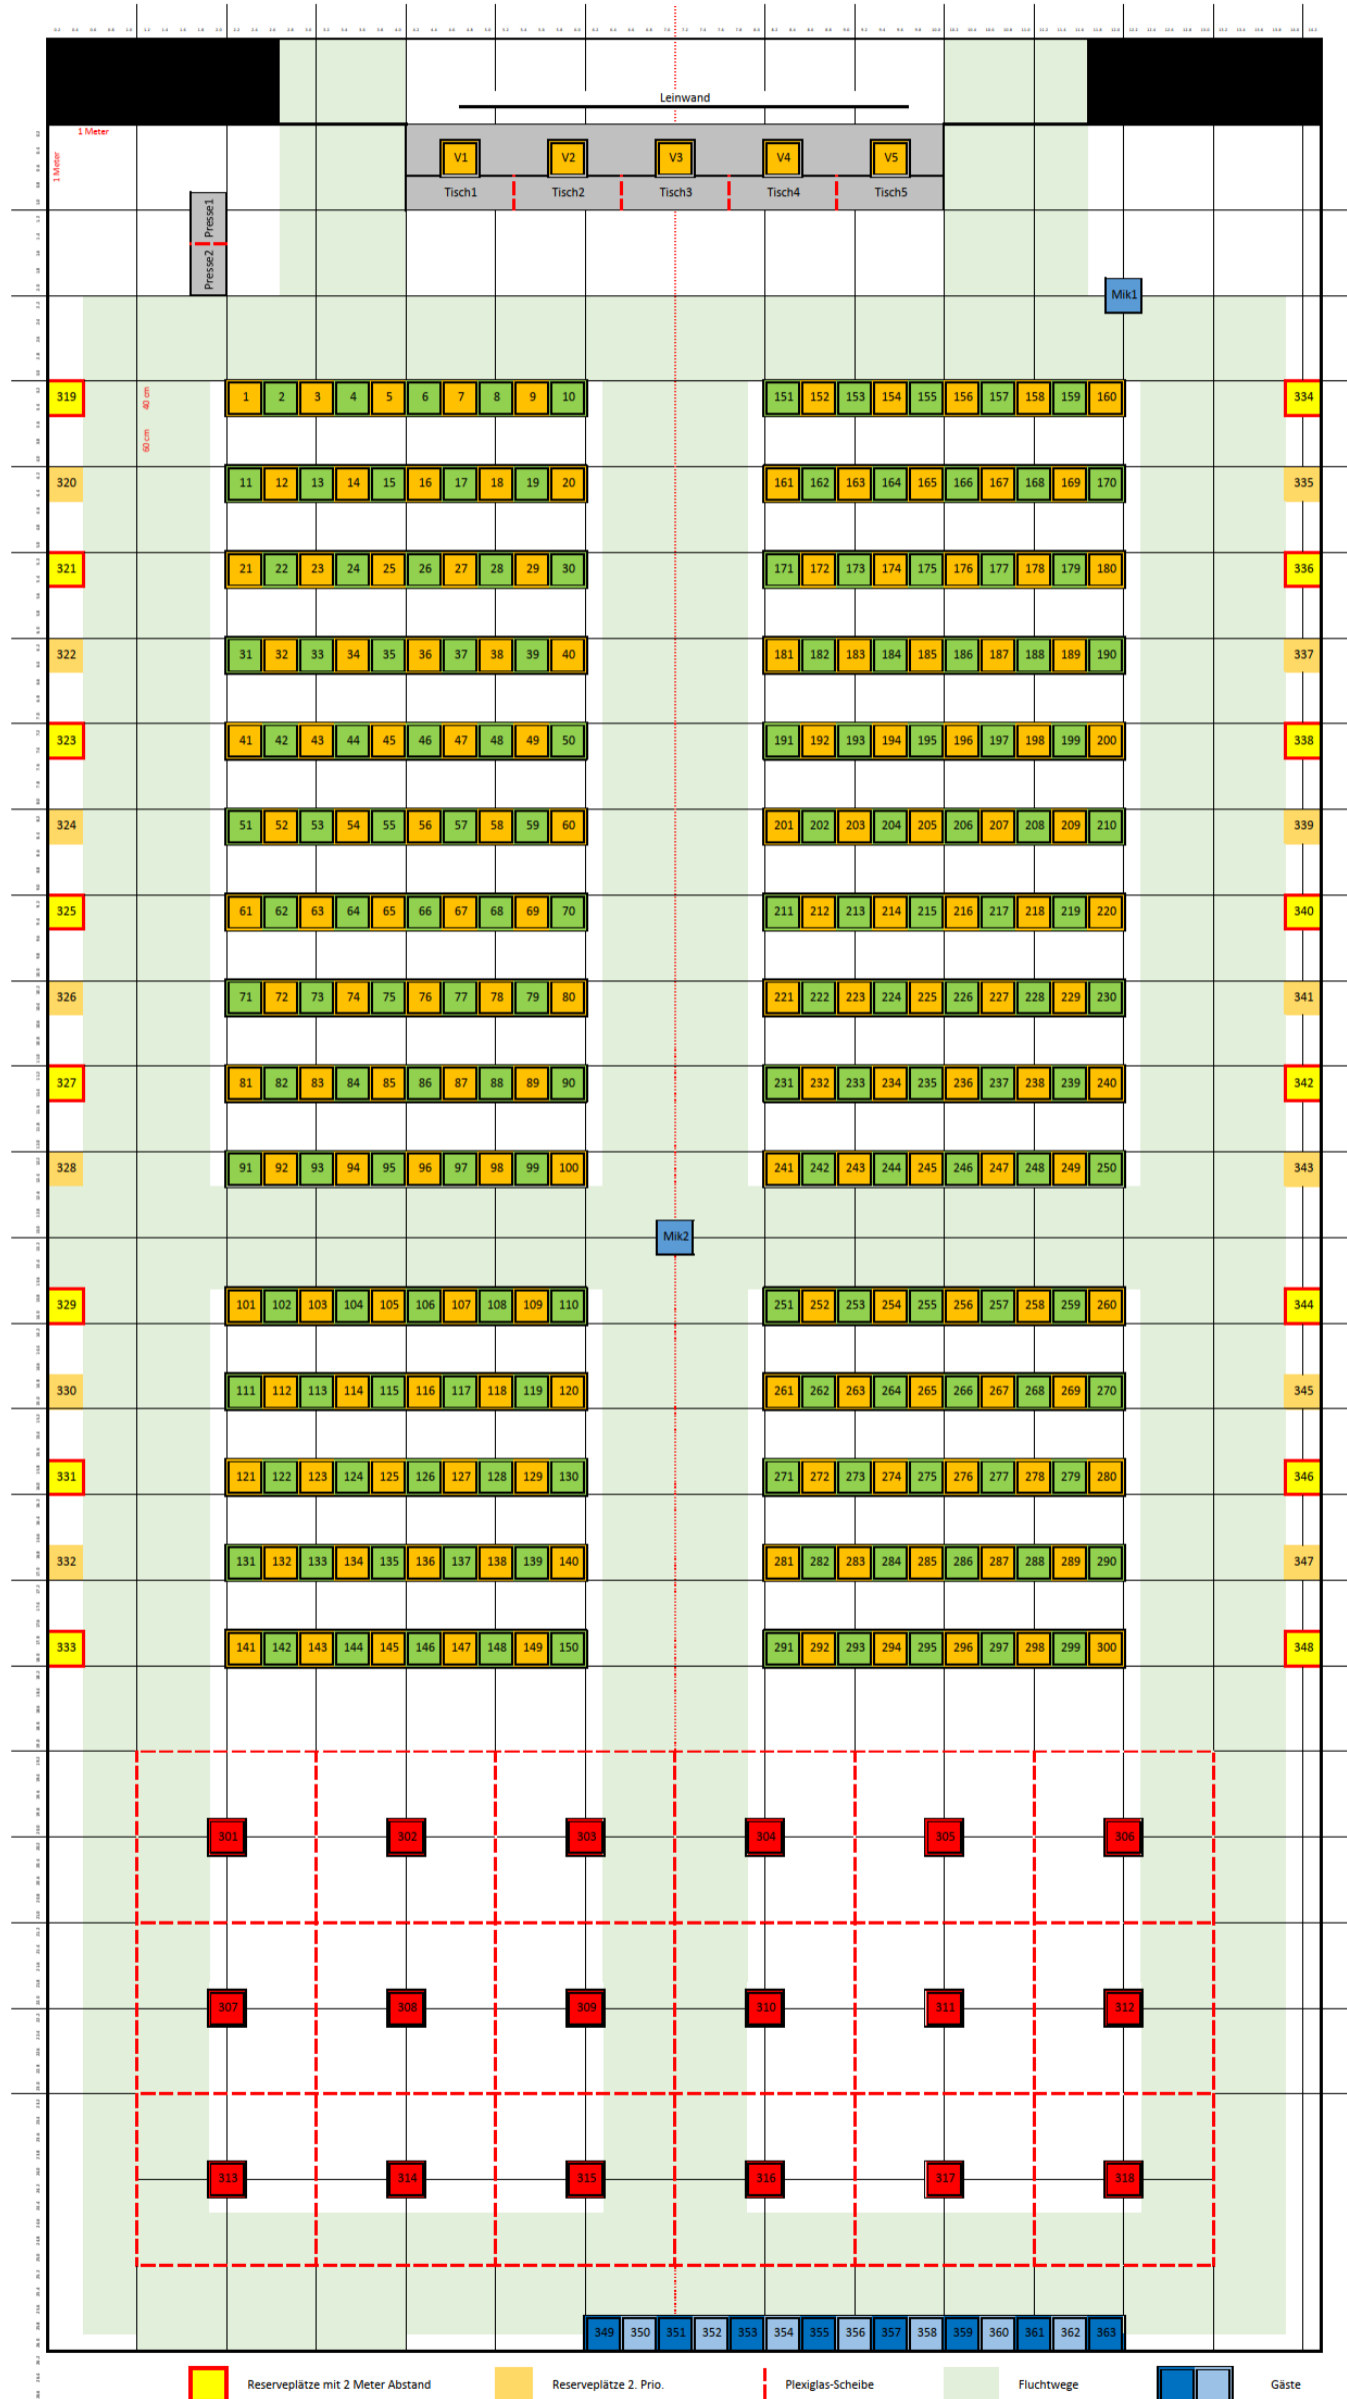 Leinwand
1 Meter
1 Meter
V1 V2 V3 V4 V5
Tisch1 Tisch2 Tisch3 Tisch4 Tisch5
Presse1
Presse2
Mik1
40 cm
60 cm
319 1 2 3 4 5 6 7 8 9 10 151 152 153 154 155 156 157 158 159 160 334
320 11 12 13 14 15 16 17 18 19 20 161 162 163 164 165 166 167 168 169 170 335
321 21 22 23 24 25 26 27 28 29 30 171 172 173 174 175 176 177 178 179 180 336
322 31 32 33 34 35 36 37 38 39 40 181 182 183 184 185 186 187 188 189 190 337
323 41 42 43 44 45 46 47 48 49 50 191 192 193 194 195 196 197 198 199 200 338
324 51 52 53 54 55 56 57 58 59 60 201 202 203 204 205 206 207 208 209 210 339
325 61 62 63 64 65 66 67 68 69 70 211 212 213 214 215 216 217 218 219 220 340
326 71 72 73 74 75 76 77 78 79 80 221 222 223 224 225 226 227 228 229 230 341
327 81 82 83 84 85 86 87 88 89 90 231 232 233 234 235 236 237 238 239 240 342
328 91 92 93 94 95 96 97 98 99 100 241 242 243 244 245 246 247 248 249 250 343
Mik2
329 101 102 103 104 105 106 107 108 109 110 251 252 253 254 255 256 257 258 259 260 344
330 111 112 113 114 115 116 117 118 119 120 261 262 263 264 265 266 267 268 269 270 345
331 121 122 123 124 125 126 127 128 129 130 271 272 273 274 275 276 277 278 279 280 346
332 131 132 133 134 135 136 137 138 139 140 281 282 283 284 285 286 287 288 289 290 347
333 141 142 143 144 145 146 147 148 149 150 291 292 293 294 295 296 297 298 299 300 348
301 302 303 304 305 306
307 308 309 310 311 312
313 314 315 316 317 318
349 350 351 352 353 354 355 356 357 358 359 360 361 362 363
Reserveplätze mit 2 Meter Abstand Reserveplätze 2. Prio. Plexiglas-Scheibe Fluchtwege Gäste